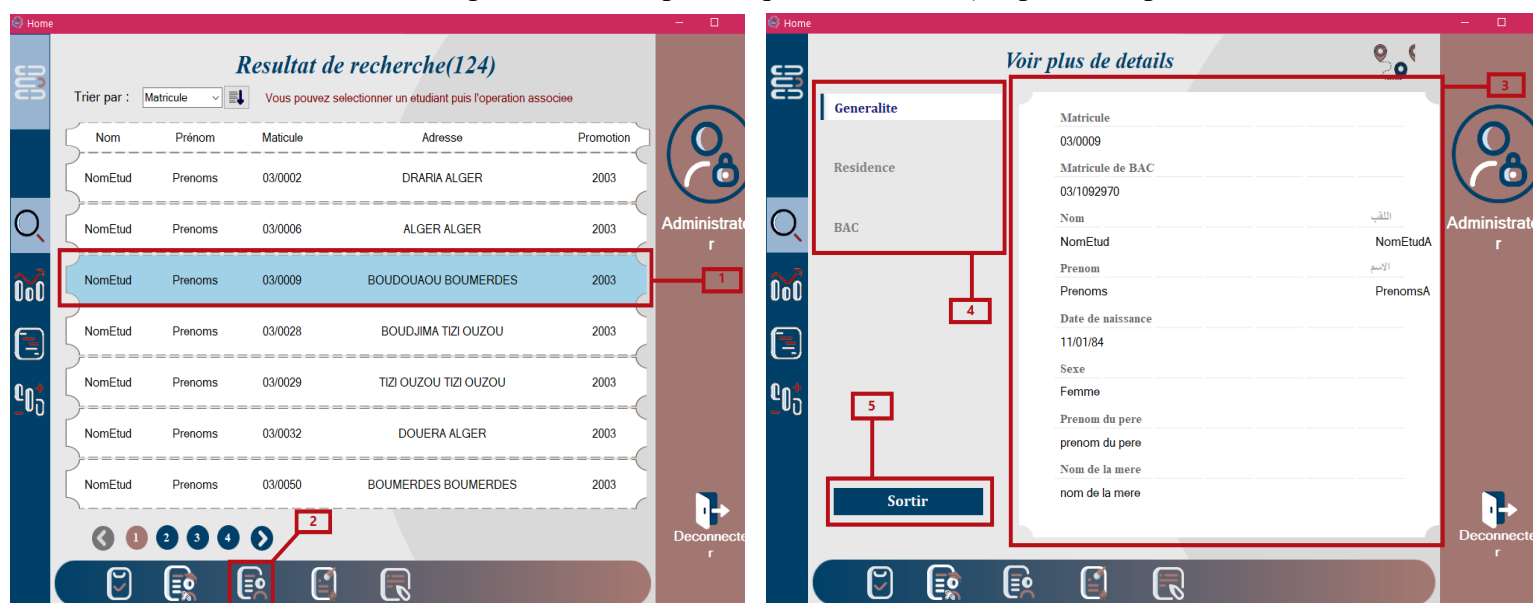 Home
Resultat de recherche(124)
Trier par : Matricule Vous pouvez selectionner un etudiant puis l'operation associee
Nom Prénom Maticule Adresse Promotion
NomEtud Prenoms 03/0002 DRARIA ALGER 2003
NomEtud Prenoms 03/0006 ALGER ALGER 2003
NomEtud Prenoms 03/0009 BOUDOUAOU BOUMERDES 2003
1
NomEtud Prenoms 03/0028 BOUDJIMA TIZI OUZOU 2003
NomEtud Prenoms 03/0029 TIZI OUZOU TIZI OUZOU 2003
NomEtud Prenoms 03/0032 DOUERA ALGER 2003
NomEtud Prenoms 03/0050 BOUMERDES BOUMERDES 2003
2
1 2 3 4
Administrate
r
Deconnecte
r
Home
Voir plus de details
3
Generalite
Residence
BAC
4
5
Sortir
Matricule
03/0009
Matricule de BAC
03/1092970
Nom اللقب
NomEtud NomEtudA
Prenom الاسم
Prenoms PrenomsA
Date de naissance
11/01/84
Sexe
Femme
Prenom du pere
prenom du pere
Nom de la mere
nom de la mere
Administrate
r
Deconnecte
r